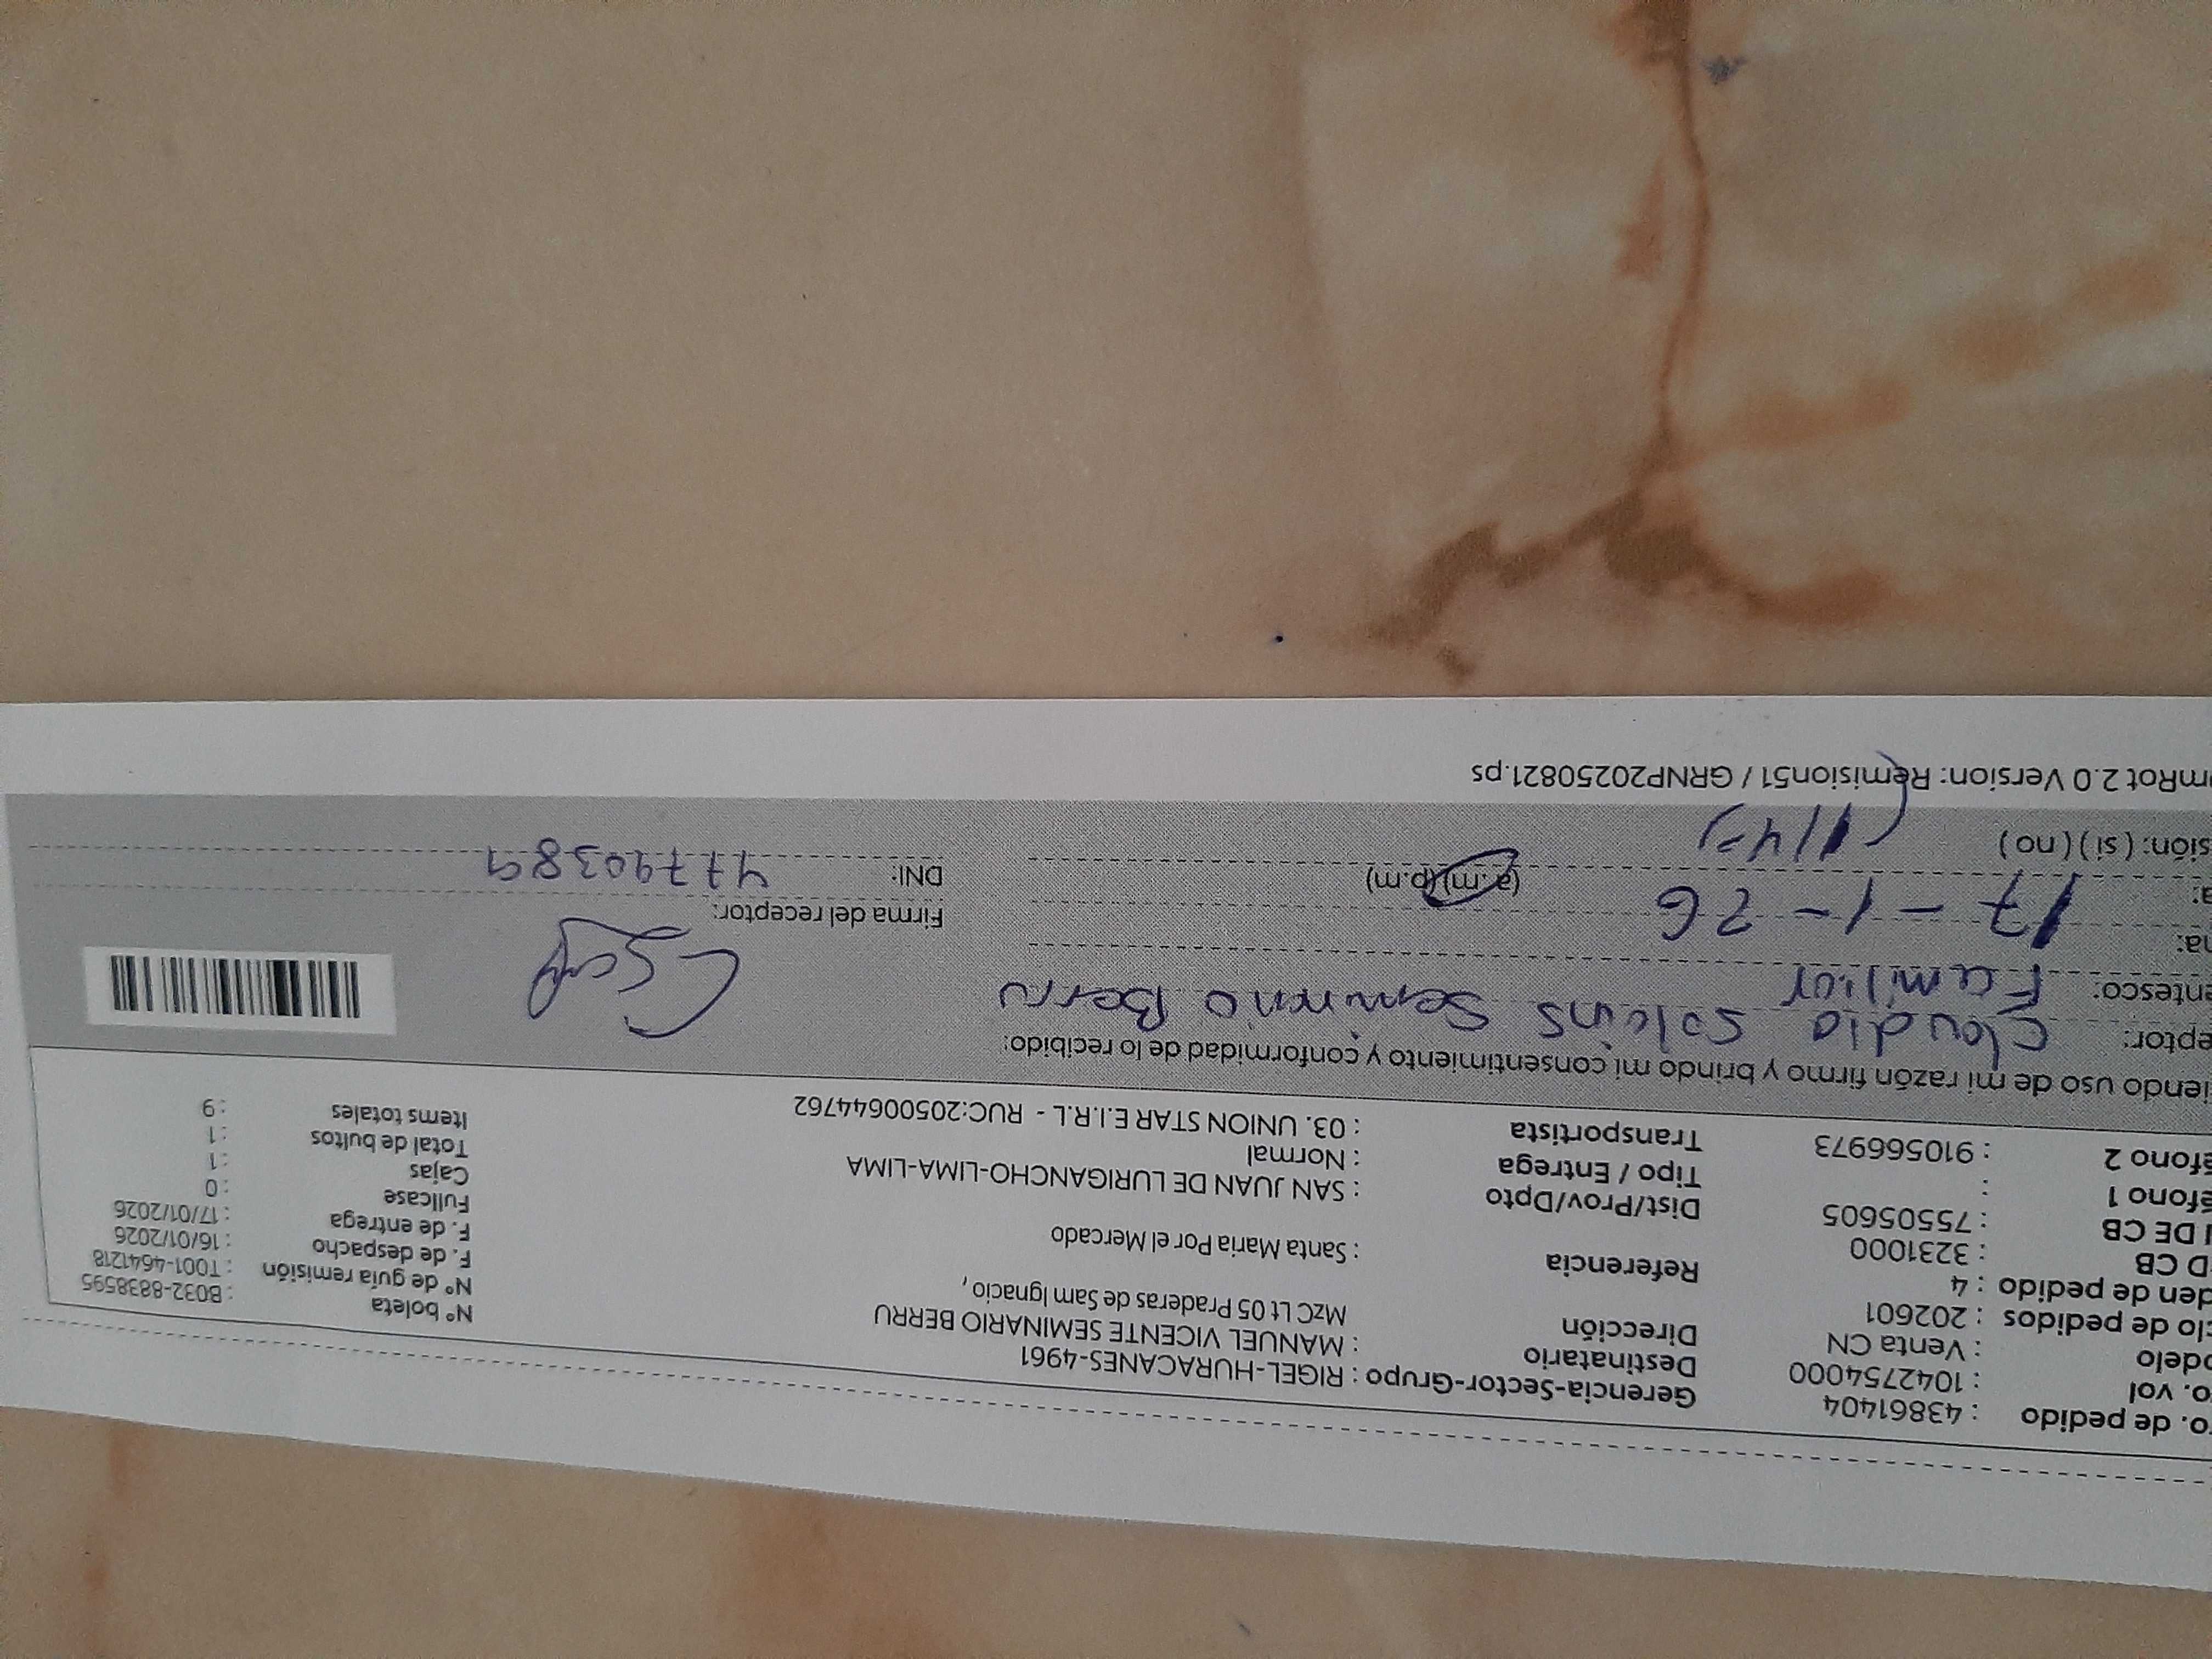 ro. de pedido : 43861404 Gerencia-Sector-Grupo : RIGEL-HURACANES-4961
o. vol : 1042754000 Destinatario : MANUEL VICENTE SEMINARIO BERRU
odelo : Venta CN Dirección MzC Lt 05 Praderas de Sam Ignacio ,
clo de pedidos : 202601
den de pedido : 4 Referencia : Santa Maria Por el Mercado
D CB : 3231000
I DE CB : 75505605 Dist/Prov/Dpto : SAN JUAN DE LURIGANCHO-LIMA-LIMA
éfono 1 : Tipo / Entrega : Normal
éfono 2 : 910566973 Transportista : 03. UNION STAR E.I.R.L - RUC:20500644762
N° boleta : B032-8838595
N° de guía remisión : T001-4641218
F. de despacho : 16/01/2026
F. de entrega : 17/01/2026
Fullcase : 0
Cajas : 1
Total de bultos : 1
Items totales : 9
iendo uso de mi razón firmo y brindo mi consentimiento y conformidad de lo recibido:
eptor: Claudia Seminario Berru
entesco: Familiar
ha: 17-1-26
a: (a.m) (p.m)
sión: ( si ) ( no )
Firma del receptor:
DNI: 47790389
mRot 2.0 Version: Remision51 / GRNP20250821.ps